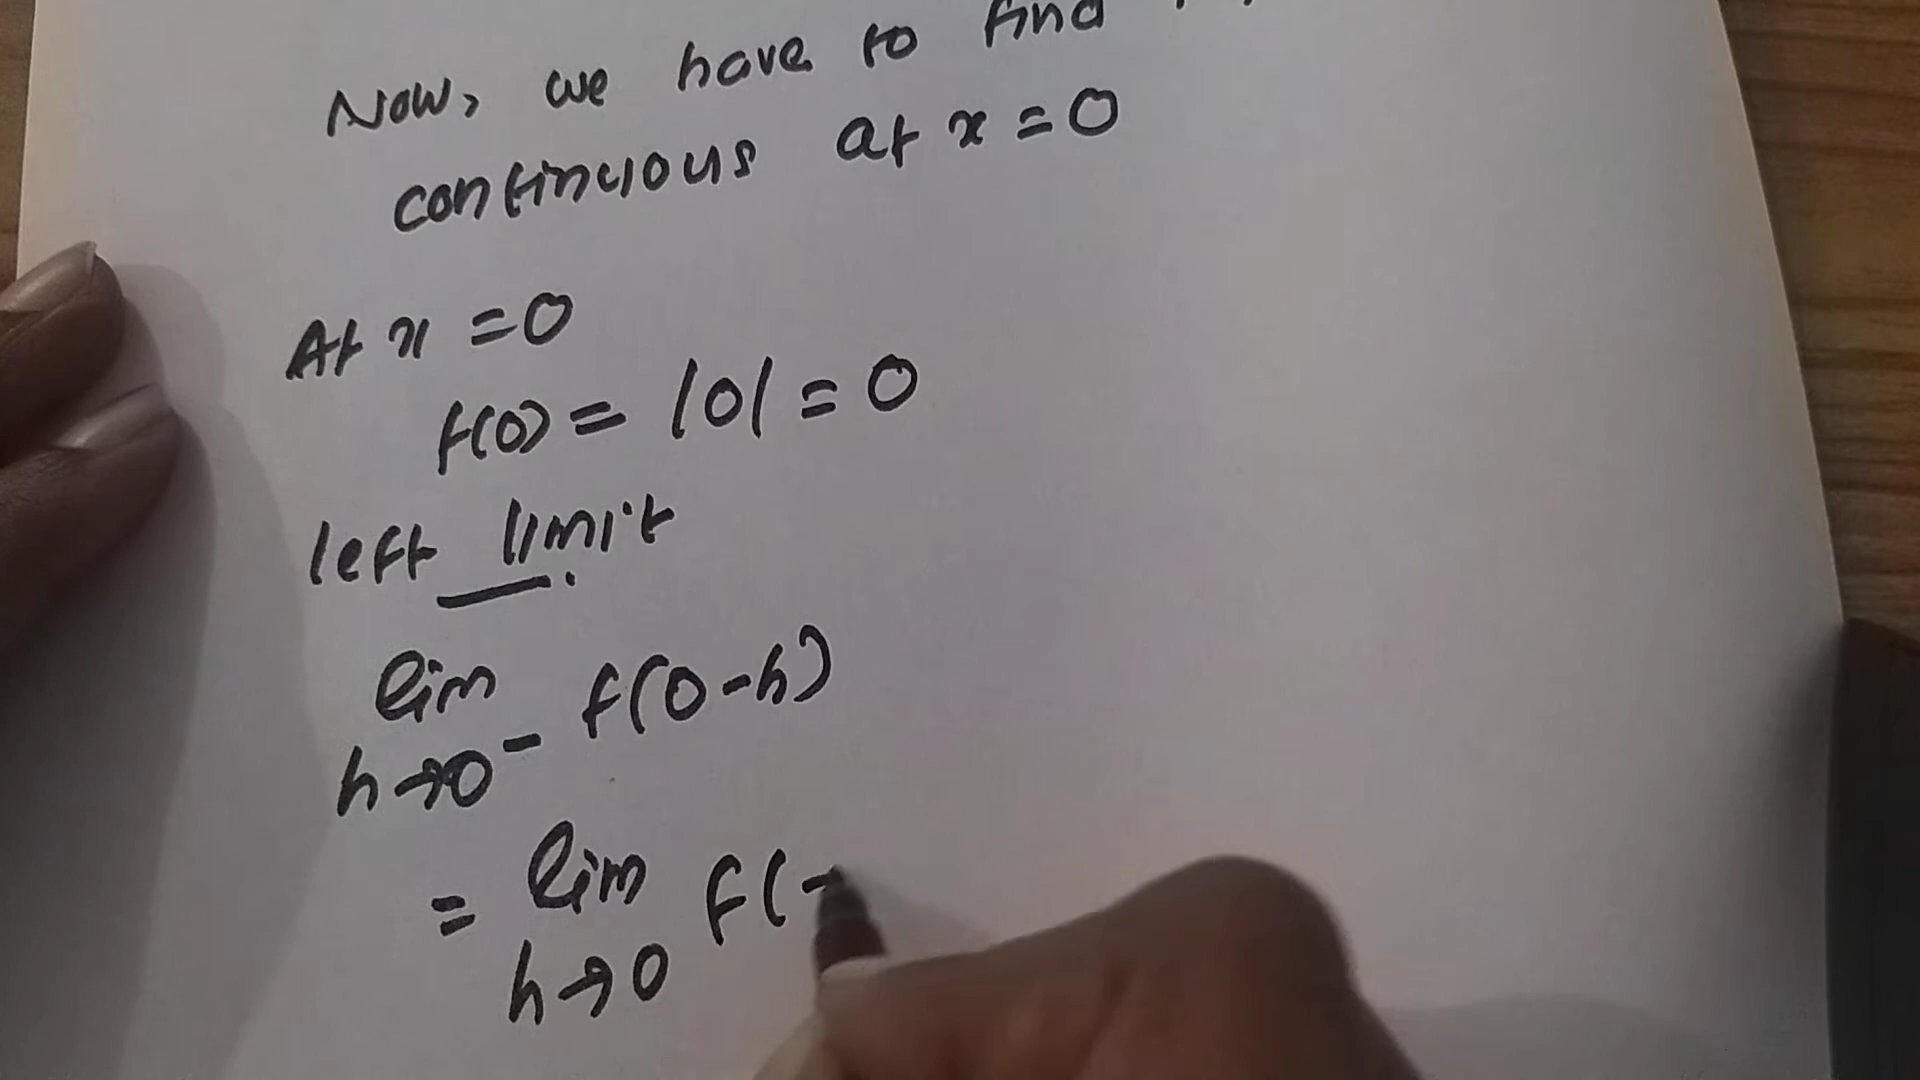 Now, we have to find
continuous at x = 0
At x = 0
f(0) = |0| = 0
left limit
lim f(0-h)
h→0-
= lim f(-
h→0